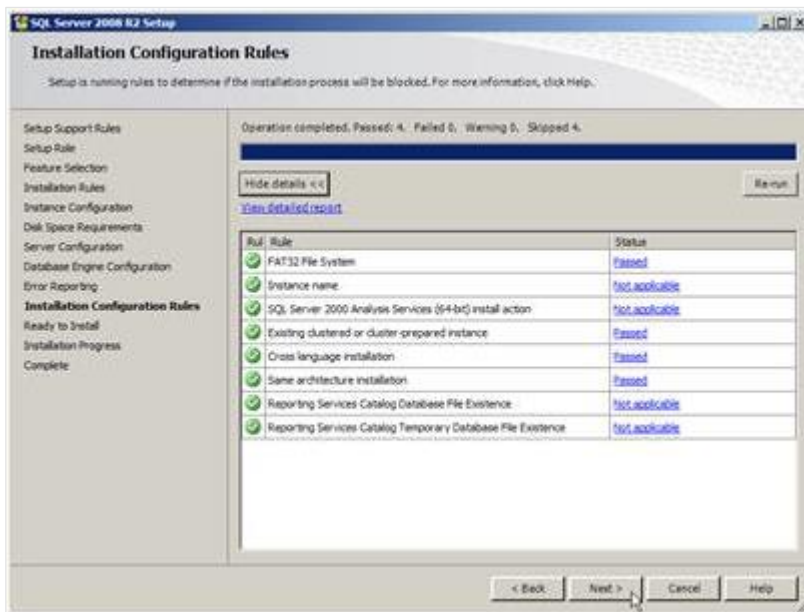 SQL Server 2008 R2 Setup
Installation Configuration Rules
Setup is running rules to determine if the installation process will be blocked. For more information, click Help.
Setup Support Rules
Setup Role
Feature Selection
Installation Rules
Instance Configuration
Disk Space Requirements
Server Configuration
Database Engine Configuration
Error Reporting
Installation Configuration Rules
Ready to Install
Installation Progress
Complete
Operation completed. Passed: 4. Failed 0. Warning 0. Skipped 4.
Hide details <<
Re-run
View detailed report
Rul Rule Status
FAT32 File System Passed
Instance name Not applicable
SQL Server 2000 Analysis Services (64-bit) install action Not applicable
Existing clustered or cluster-prepared instance Passed
Cross language installation Passed
Same architecture installation Passed
Reporting Services Catalog Database File Existence Not applicable
Reporting Services Catalog Temporary Database File Existence Not applicable
< Back Next > Cancel Help